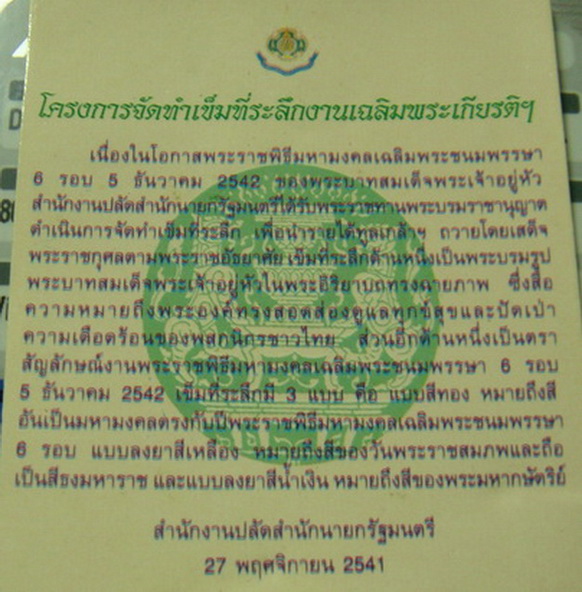 โครงการจัดทำเข็มที่ระลึกงานเฉลิมพระเกียรติฯ
เนื่องในโอกาสพระราชพิธีมหามงคลเฉลิมพระชนมพรรษา
6 รอบ 5 ธันวาคม 2542 ของพระบาทสมเด็จพระเจ้าอยู่หัว
สำนักงานปลัดสำนักนายกรัฐมนตรีได้รับพระราชทานพระบรมราชานุญาต
ดำเนินการจัดทำเข็มที่ระลึก เพื่อนำรายได้ทูลเกล้าฯ ถวายโดยเสด็จ
พระราชกุศลตามพระราชอัธยาศัย เข็มที่ระลึกด้านหนึ่งเป็นพระบรมรูป
พระบาทสมเด็จพระเจ้าอยู่หัวในพระอิริยาบถทรงฉายภาพ ซึ่งสื่อ
ความหมายถึงพระองค์ทรงสอดส่องดูแลทุกข์สุขและปัดเป่า
ความเดือดร้อนของพสกนิกรชาวไทย ส่วนอีกด้านหนึ่งเป็นตรา
สัญลักษณ์งานพระราชพิธีมหามงคลเฉลิมพระชนมพรรษา 6 รอบ
5 ธันวาคม 2542 เข็มที่ระลึกมี 3 แบบ คือ แบบสีทอง หมายถึงสี
อันเป็นมหามงคลตรงกับปีพระราชพิธีมหามงคลเฉลิมพระชนมพรรษา
6 รอบ แบบลงยาสีเหลือง หมายถึงสีของวันพระราชสมภพและถือ
เป็นสีธงมหาราช และแบบลงยาสีน้ำเงิน หมายถึงสีของพระมหากษัตริย์
สำนักงานปลัดสำนักนายกรัฐมนตรี
27 พฤศจิกายน 2541